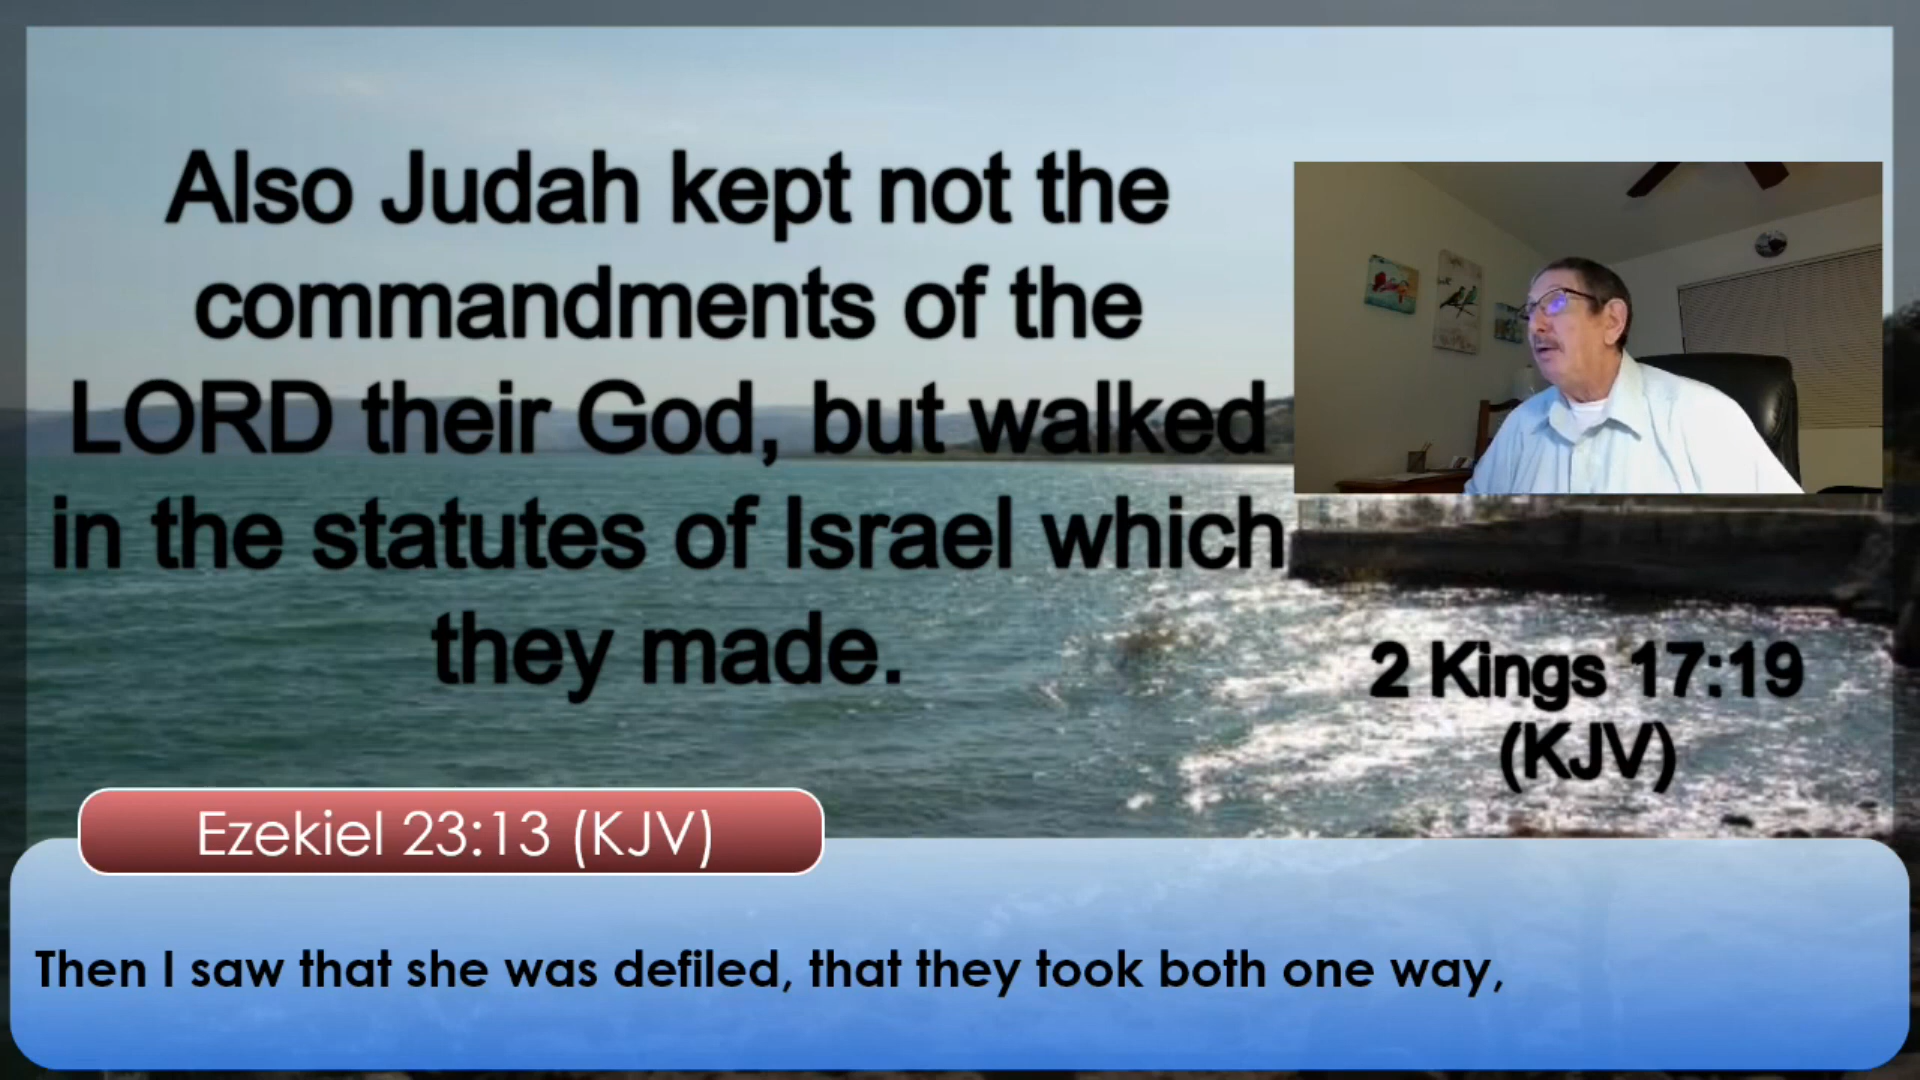 Also Judah kept not the
commandments of the
LORD their God, but walked
in the statutes of Israel which
they made.
2 Kings 17:19
(KJV)
Ezekiel 23:13 (KJV)
Then I saw that she was defiled, that they took both one way,